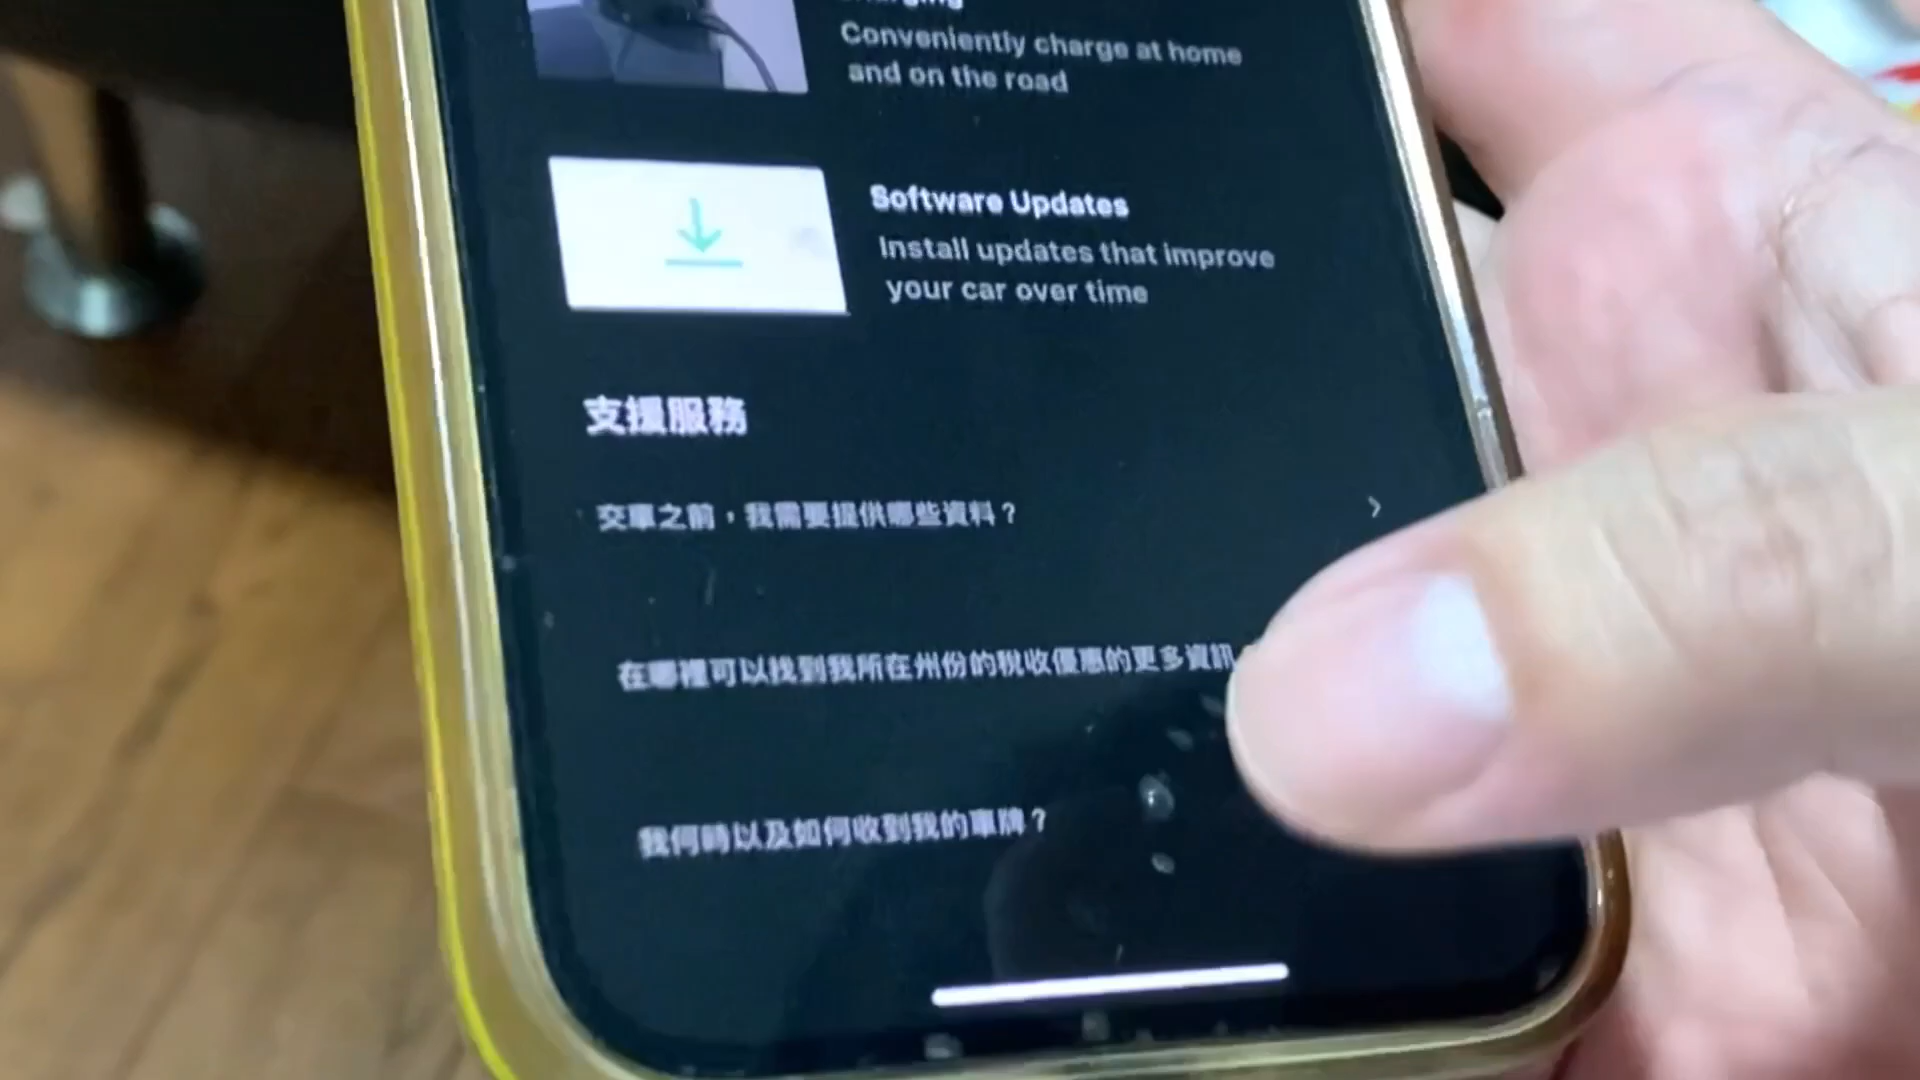 Conveniently charge at home
and on the road
Software Updates
Install updates that improve
your car over time
支援服務
交車之前，我需要提供哪些資料？
在哪裡可以找到我所在州份的稅收優惠的更多資訊
我何時以及如何收到我的車牌？